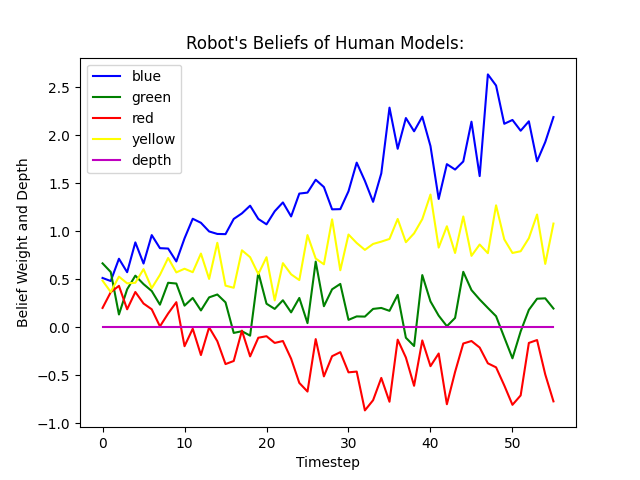 Robot's Beliefs of Human Models:
blue
green
red
yellow
depth
Belief Weight and Depth
2.5
2.0
1.5
1.0
0.5
0.0
−0.5
−1.0
0 10 20 30 40 50
Timestep